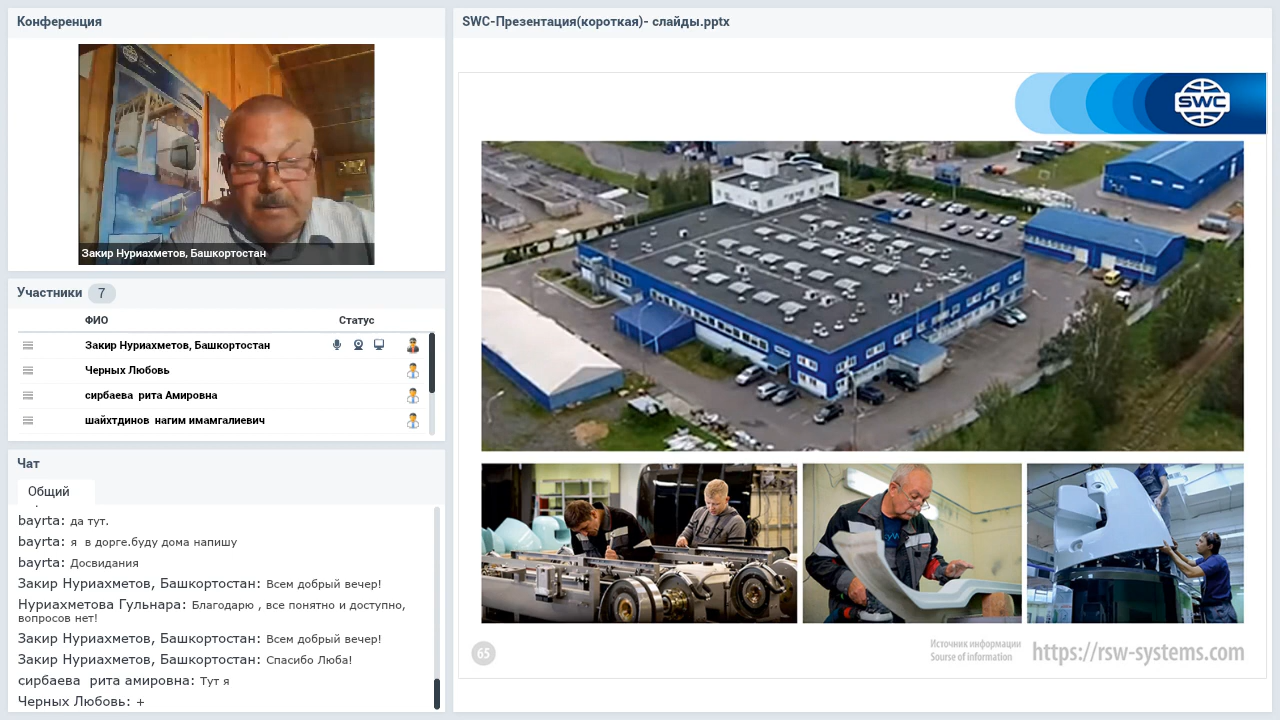 Конференция
Закир Нуриахметов, Башкортостан
Участники 7
ФИО Статус
Закир Нуриахметов, Башкортостан
Черных Любовь
сирбаева рита Амировна
шайхтдинов нагим имамгалиевич
Чат
Общий
bayrta: да тут.
bayrta: я в дорге.буду дома напишу
bayrta: Досвидания
Закир Нуриахметов, Башкортостан: Всем добрый вечер!
Нуриахметова Гульнара: Благодарю , все понятно и доступно,
вопросов нет!
Закир Нуриахметов, Башкортостан: Всем добрый вечер!
Закир Нуриахметов, Башкортостан: Спасибо Люба!
сирбаева рита амировна: Тут я
Черных Любовь: +
SWC-Презентация(короткая)- слайды.pptx
SWC
65
Источник информации
Sourse of information
https://rsw-systems.com